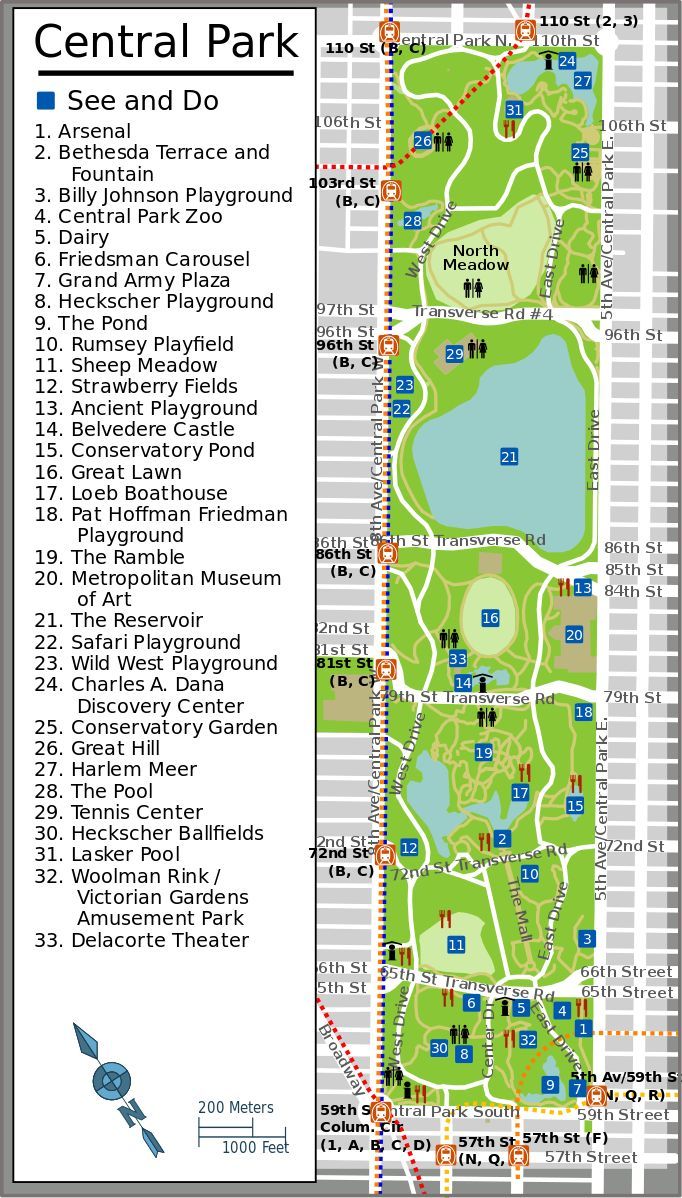 Central Park
See and Do
1. Arsenal
2. Bethesda Terrace and
Fountain
3. Billy Johnson Playground
4. Central Park Zoo
5. Dairy
6. Friedsman Carousel
7. Grand Army Plaza
8. Heckscher Playground
9. The Pond
10. Rumsey Playfield
11. Sheep Meadow
12. Strawberry Fields
13. Ancient Playground
14. Belvedere Castle
15. Conservatory Pond
16. Great Lawn
17. Loeb Boathouse
18. Pat Hoffman Friedman
Playground
19. The Ramble
20. Metropolitan Museum
of Art
21. The Reservoir
22. Safari Playground
23. Wild West Playground
24. Charles A. Dana
Discovery Center
25. Conservatory Garden
26. Great Hill
27. Harlem Meer
28. The Pool
29. Tennis Center
30. Heckscher Ballfields
31. Lasker Pool
32. Woolman Rink /
Victorian Gardens
Amusement Park
33. Delacorte Theater
N
200 Meters
1000 Feet
110 St (2, 3)
110 St (B, C)
entral Park N.
110th St
24
27
31
106th St
106th St
26
25
103rd St
(B, C)
28
West Drive
East Drive
5th Ave/Central Park E.
North
Meadow
97th St
Transverse Rd #4
96th St
96th St
96th St
(B, C)
29
23
22
8th Ave/Central Park W
21
East Drive
86th St
th St Transverse Rd
86th St
86th St
(B, C)
85th St
84th St
13
16
20
82nd St
33
81st St
81st St
(B, C)
14
79th St Transverse Rd
79th St
18
West Drive
8th Ave/Central Park W
19
17
15
5th Ave/Central Park E.
2
72nd St
72nd St
(B, C)
12
72nd St Transverse Rd
72nd St
10
The Mall
East Drive
3
11
66th St
65th St Transverse Rd
66th Street
65th St
65th Street
West Drive
6
5
4
Center Dr
East Drive
1
32
30
8
Broadway
9
7
5th Av/59th St
(N, Q, R)
59th St
Colum. Cir
(1, A, B, C, D)
ntral Park South
59th Street
57th St
(N, Q,
57th St (F)
57th Street